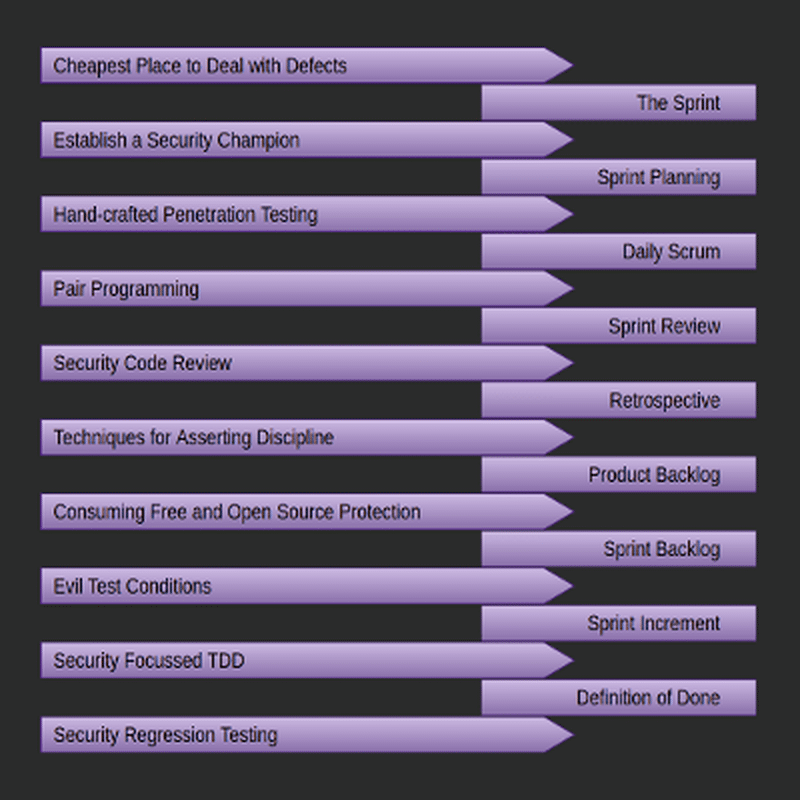 Cheapest Place to Deal with Defects
The Sprint
Establish a Security Champion
Sprint Planning
Hand-crafted Penetration Testing
Daily Scrum
Pair Programming
Sprint Review
Security Code Review
Retrospective
Techniques for Asserting Discipline
Product Backlog
Consuming Free and Open Source Protection
Sprint Backlog
Evil Test Conditions
Sprint Increment
Security Focussed TDD
Definition of Done
Security Regression Testing